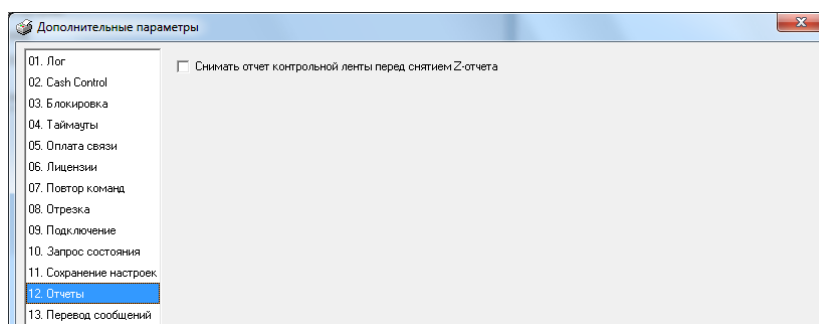 Дополнительные параметры
01. Лог
Снимать отчет контрольной ленты перед снятием Z-отчета
02. Cash Control
03. Блокировка
04. Таймауты
05. Оплата связи
06. Лицензии
07. Повтор команд
08. Отрезка
09. Подключение
10. Запрос состояния
11. Сохранение настроек
12. Отчеты
13. Перевод сообщений